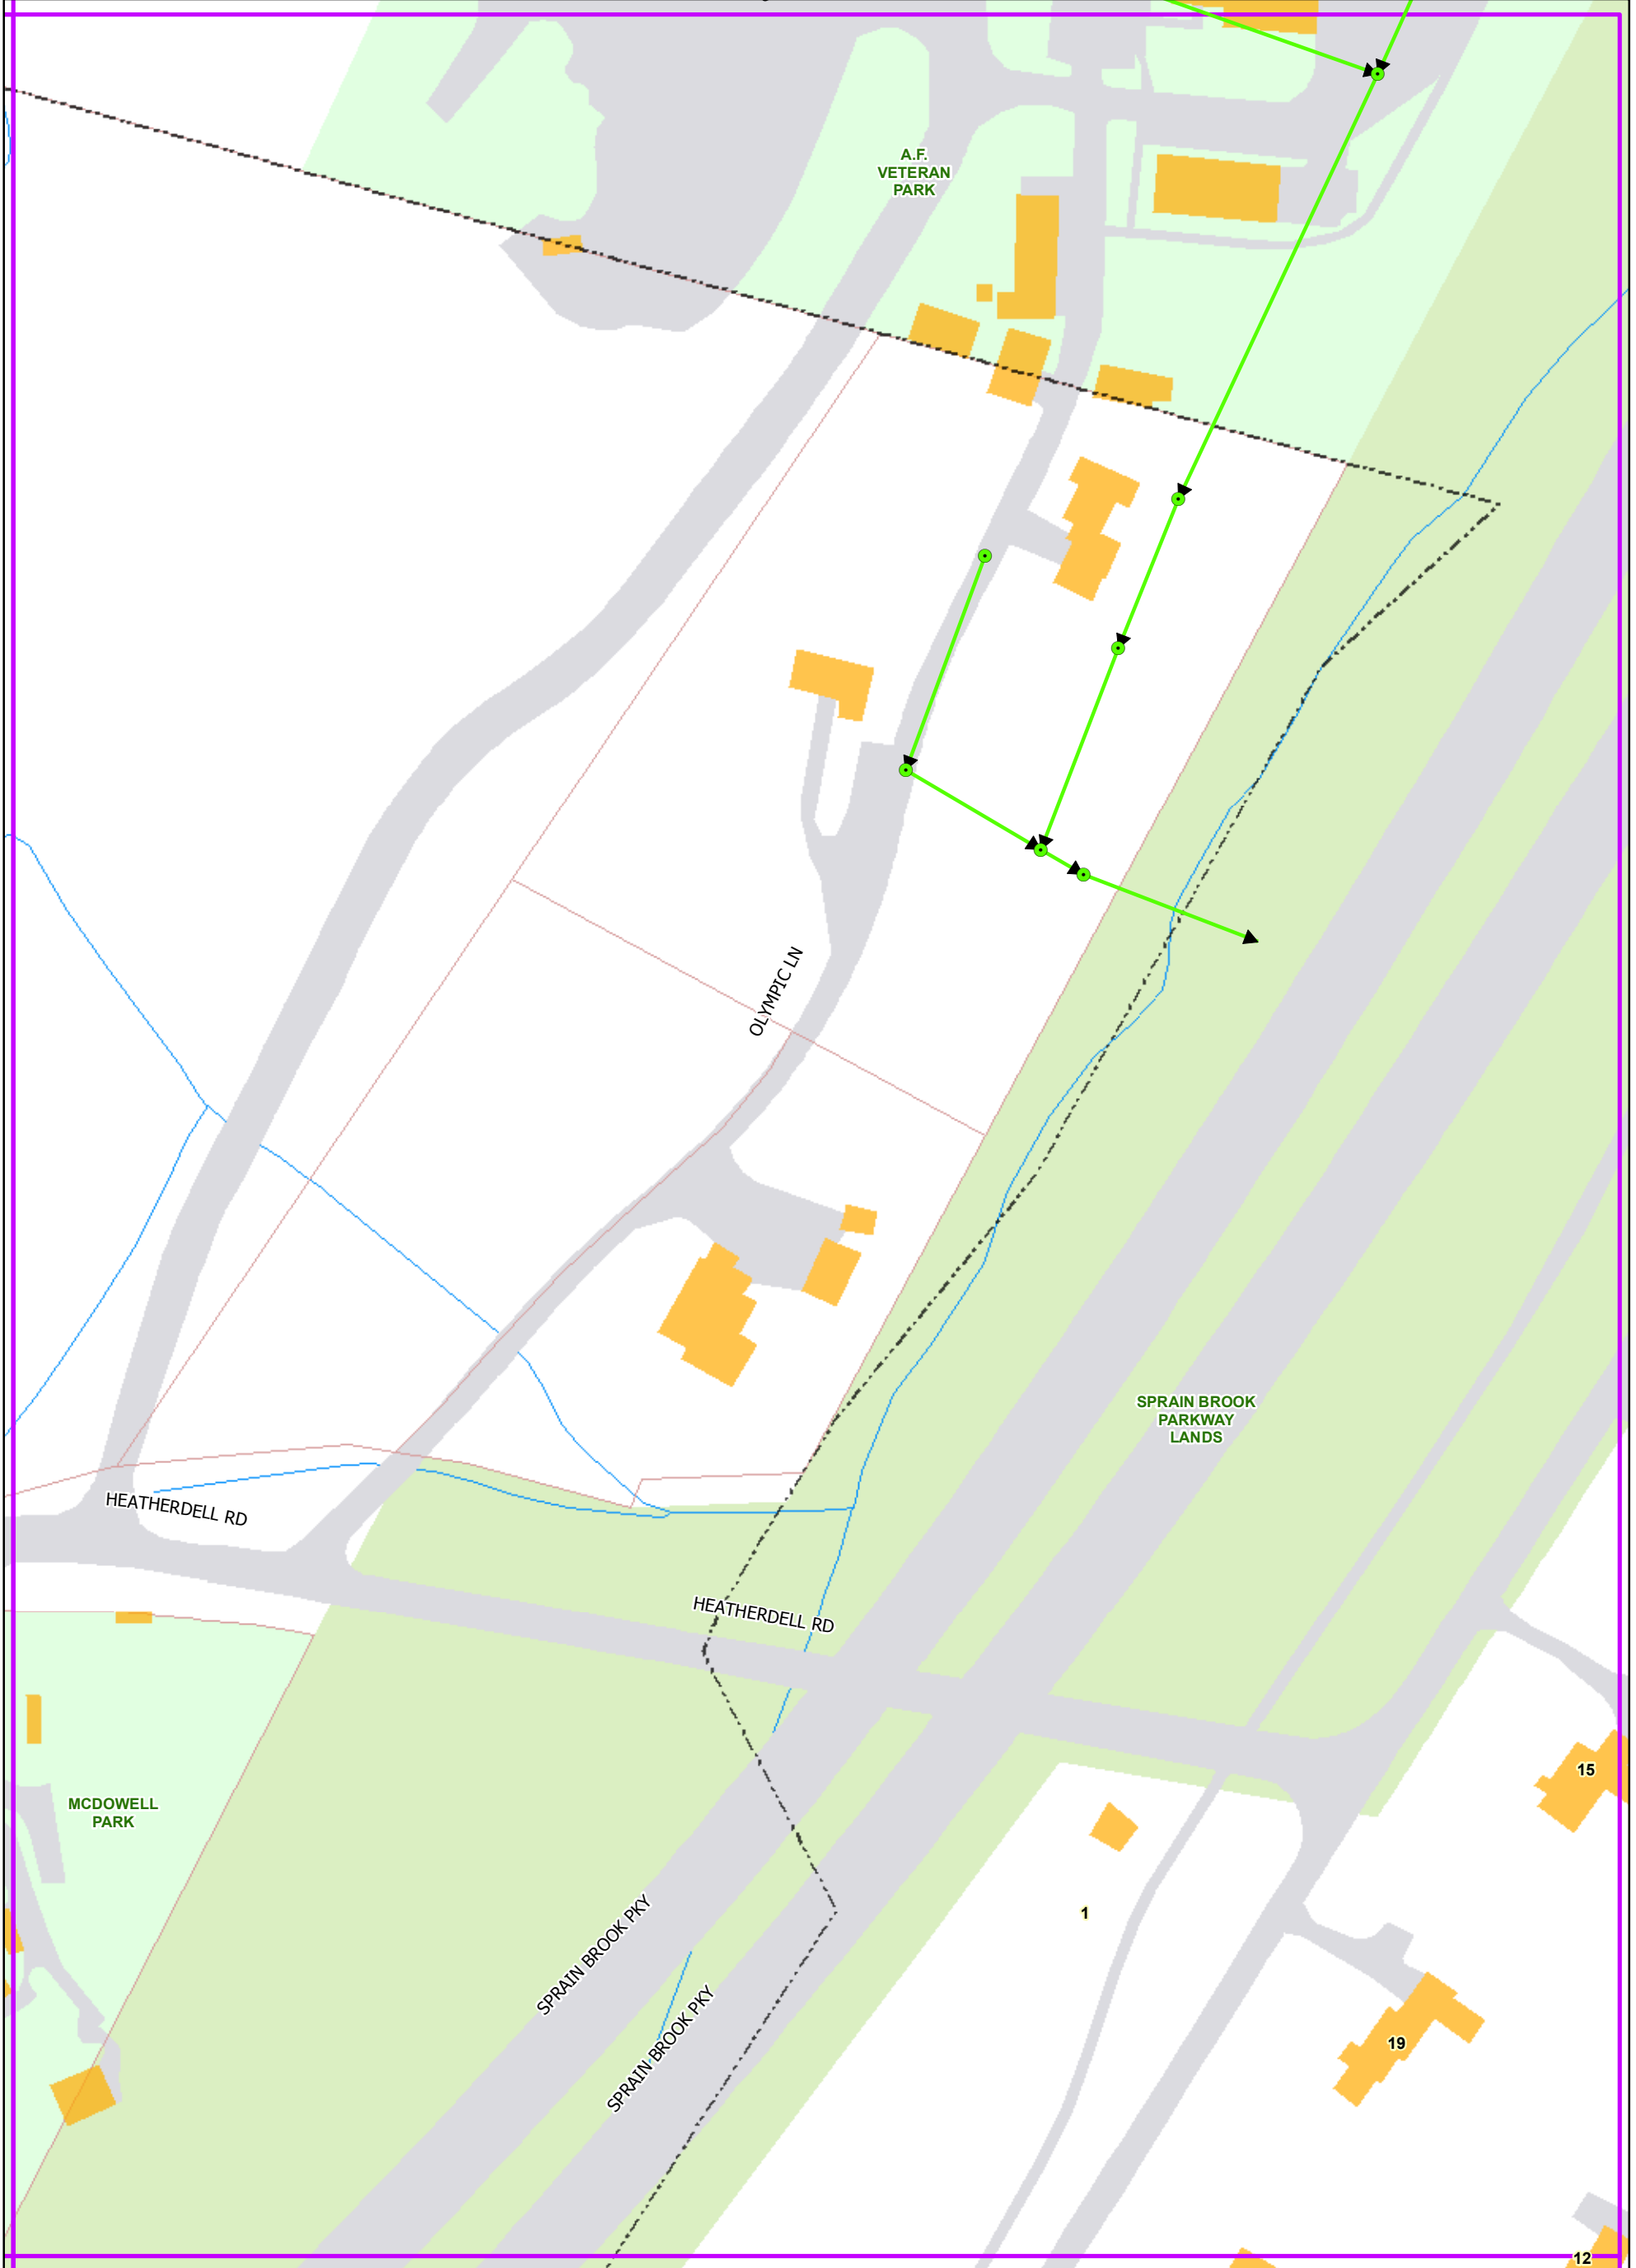 A.F.
VETERAN
PARK
OLYMPIC LN
SPRAIN BROOK
PARKWAY
LANDS
HEATHERDELL RD
HEATHERDELL RD
15
MCDOWELL
PARK
1
SPRAIN BROOK PKY
SPRAIN BROOK PKY
19
12